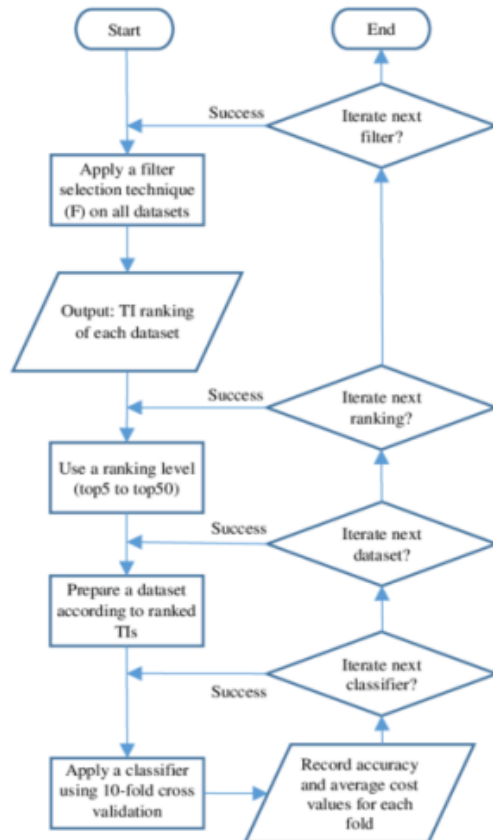 Start
End
Success
Iterate next
filter?
Apply a filter
selection technique
(F) on all datasets
Output: TI ranking
of each dataset
Success
Iterate next
ranking?
Use a ranking level
(top5 to top50)
Success
Iterate next
dataset?
Prepare a dataset
according to ranked
TIs
Iterate next
classifier?
Success
Apply a classifier
using 10-fold cross
validation
Record accuracy
and average cost
values for each
fold